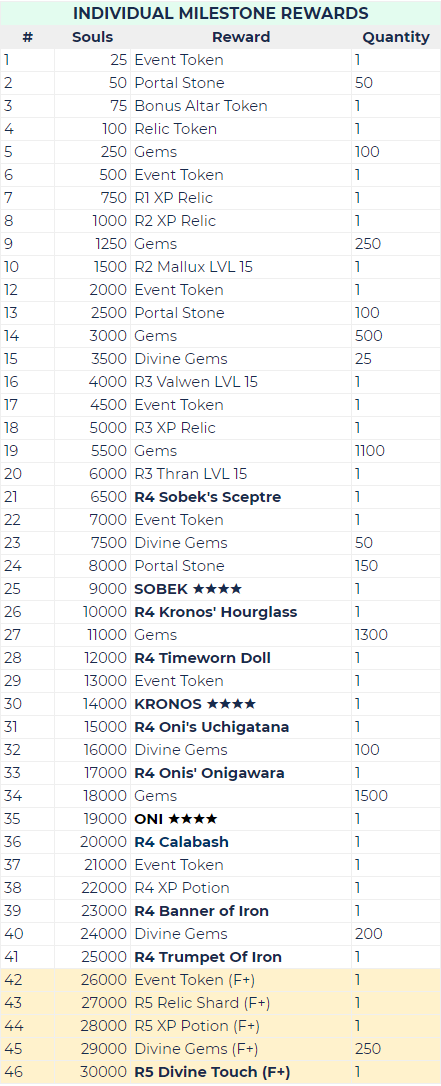 INDIVIDUAL MILESTONE REWARDS
# Souls Reward Quantity
1 25 Event Token 1
2 50 Portal Stone 50
3 75 Bonus Altar Token 1
4 100 Relic Token 1
5 250 Gems 100
6 500 Event Token 1
7 750 R1 XP Relic 1
8 1000 R2 XP Relic 1
9 1250 Gems 250
10 1500 R2 Mallux LVL 15 1
12 2000 Event Token 1
13 2500 Portal Stone 100
14 3000 Gems 500
15 3500 Divine Gems 25
16 4000 R3 Valwen LVL 15 1
17 4500 Event Token 1
18 5000 R3 XP Relic 1
19 5500 Gems 1100
20 6000 R3 Thran LVL 15 1
21 6500 R4 Sobek's Sceptre 1
22 7000 Event Token 1
23 7500 Divine Gems 50
24 8000 Portal Stone 150
25 9000 SOBEK ★★★★ 1
26 10000 R4 Kronos' Hourglass 1
27 11000 Gems 1300
28 12000 R4 Timeworn Doll 1
29 13000 Event Token 1
30 14000 KRONOS ★★★★ 1
31 15000 R4 Oni's Uchigatana 1
32 16000 Divine Gems 100
33 17000 R4 Onis' Onigawara 1
34 18000 Gems 1500
35 19000 ONI ★★★★ 1
36 20000 R4 Calabash 1
37 21000 Event Token 1
38 22000 R4 XP Potion 1
39 23000 R4 Banner of Iron 1
40 24000 Divine Gems 200
41 25000 R4 Trumpet Of Iron 1
42 26000 Event Token (F+) 1
43 27000 R5 Relic Shard (F+) 1
44 28000 R5 XP Potion (F+) 1
45 29000 Divine Gems (F+) 250
46 30000 R5 Divine Touch (F+) 1